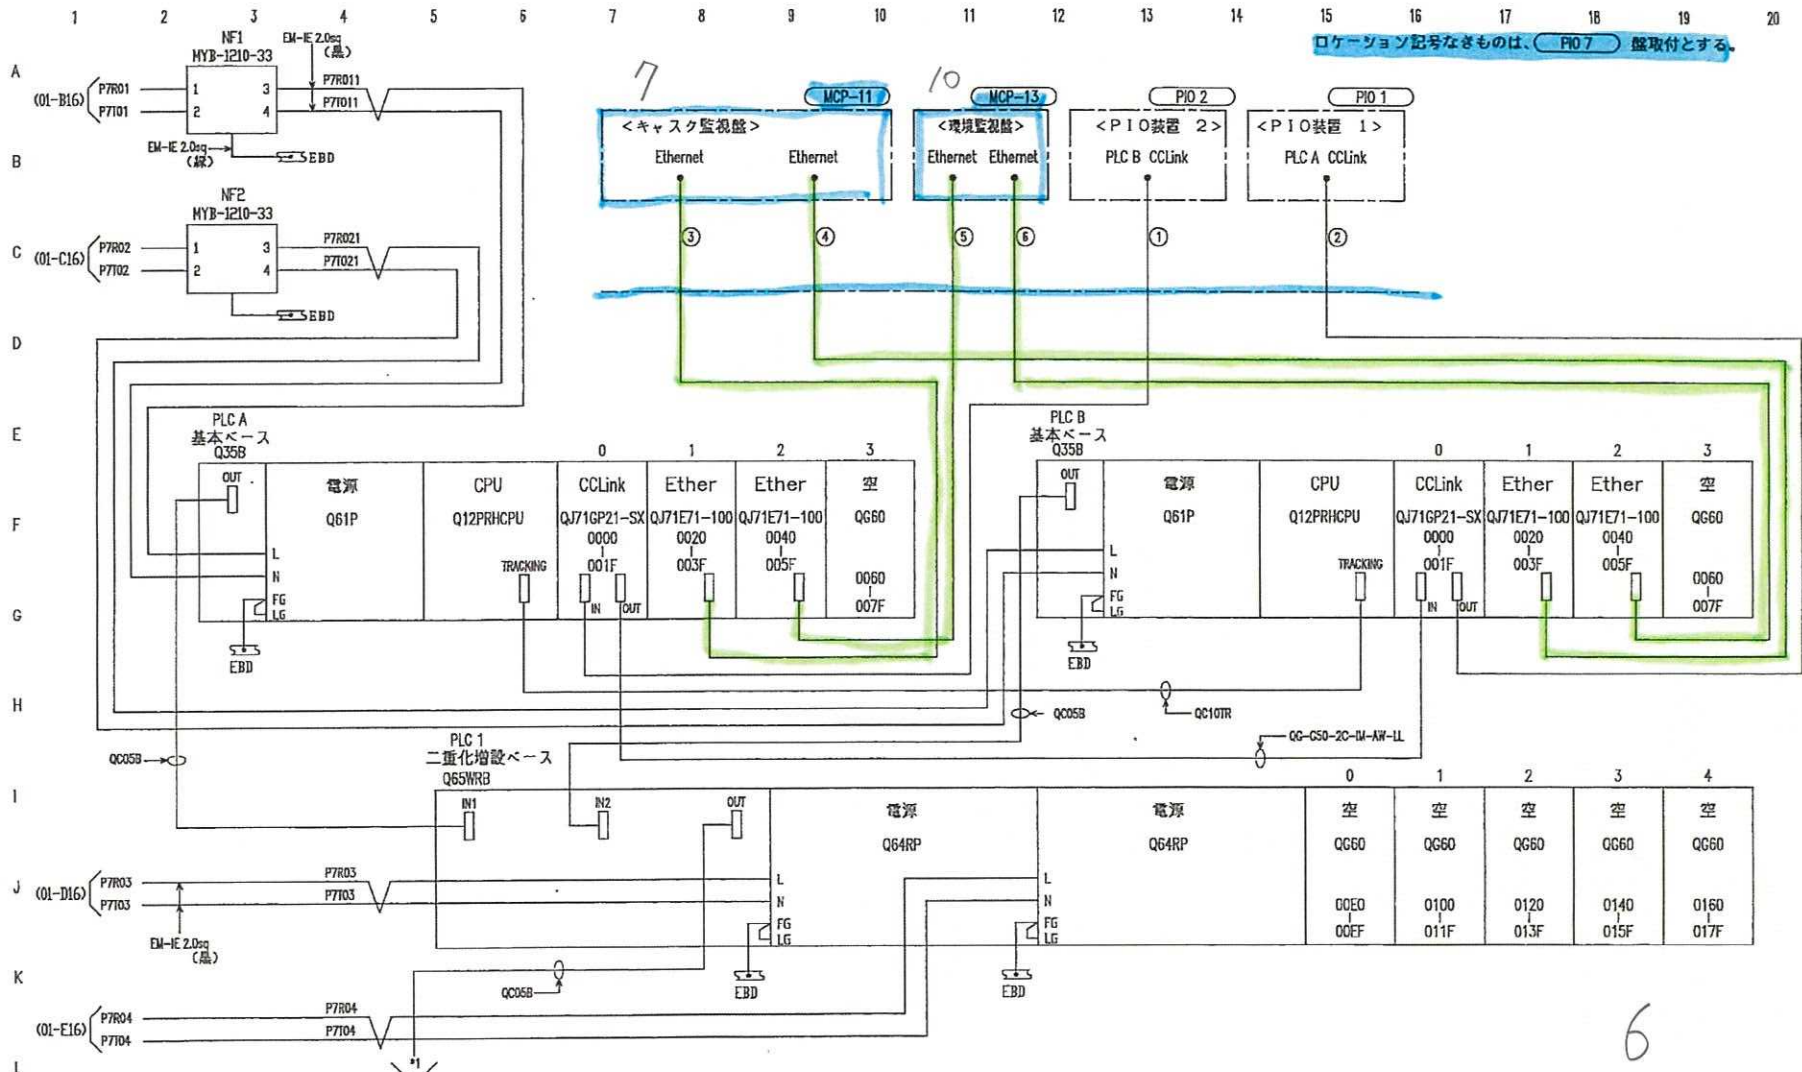 1 2 3 4 5 6 7 8 9 10 11 12 13 14 15 16 17 18 19 20
ロケーション記号なきものは、 PIO 7 盤取付とする。
A
B
C
D
E
F
G
H
I
J
K
L
NF1
MYB-1210-33
EM-IE 2.0sq
(黒)
(01-B16)
P7R01
P7T01
1 3
2 4
P7R011
P7T011
EM-IE 2.0sq
(緑)
EBD
NF2
MYB-1210-33
(01-C16)
P7R02
P7T02
1 3
2 4
P7R021
P7T021
EBD
7
MCP-11
<キャスク監視盤>
Ethernet Ethernet
10
MCP-13
<環境監視盤>
Ethernet Ethernet
PIO 2
<PIO装置 2>
PLC B CCLink
PIO 1
<PIO装置 1>
PLC A CCLink
③ ④ ⑤ ⑥ ① ②
PLC A
基本ベース
Q35B
0 1 2 3
OUT
電源
Q61P
L
N
FG
LG
EBD
CPU
Q12PRHCPU
TRACKING
CCLink
QJ71GP21-SX
0000
001F
IN OUT
Ether
QJ71E71-100
0020
003F
Ether
QJ71E71-100
0040
005F
空
QG60
0060
007F
PLC B
基本ベース
Q35B
0 1 2 3
OUT
電源
Q61P
L
N
FG
LG
EBD
CPU
Q12PRHCPU
TRACKING
CCLink
QJ71GP21-SX
0000
001F
IN OUT
Ether
QJ71E71-100
0020
003F
Ether
QJ71E71-100
0040
005F
空
QG60
0060
007F
QC05B
QC05B
QC10TR
QG-G50-2C-1M-AW-LL
PLC 1
二重化増設ベース
Q65WRB
IN1 IN2 OUT
電源
Q64RP
L
N
FG
LG
EBD
電源
Q64RP
L
N
FG
LG
EBD
0 1 2 3 4
空 空 空 空 空
QG60 QG60 QG60 QG60 QG60
00E0 0100 0120 0140 0160
00EF 011F 013F 015F 017F
(01-D16)
P7R03
P7T03
P7R03
P7T03
EM-IE 2.0sq
(黒)
QC05B
(01-E16)
P7R04
P7T04
P7R04
P7T04
*1
6